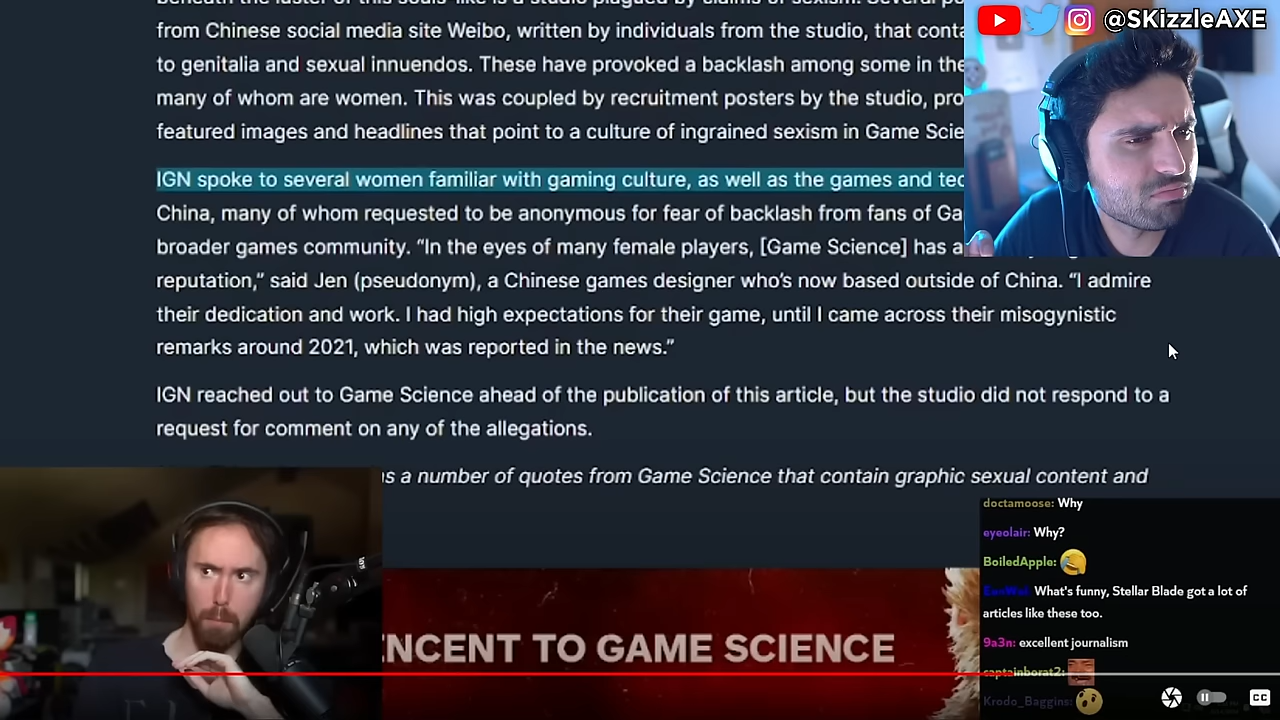 @SKizzleAXE
from Chinese social media site Weibo, written by individuals from the studio, that
to genitalia and sexual innuendos. These have provoked a backlash among some in the
many of whom are women. This was coupled by recruitment posters by the studio,
featured images and headlines that point to a culture of ingrained sexism in Game
IGN spoke to several women familiar with gaming culture, as well as the games and
China, many of whom requested to be anonymous for fear of backlash from fans of
broader games community. “In the eyes of many female players, [Game Science] has a
reputation,” said Jen (pseudonym), a Chinese games designer who’s now based outside of China. “I admire
their dedication and work. I had high expectations for their game, until I came across their misogynistic
remarks around 2021, which was reported in the news.”
IGN reached out to Game Science ahead of the publication of this article, but the studio did not respond to a
request for comment on any of the allegations.
a number of quotes from Game Science that contain graphic sexual content and
TO GAME SCIENCE
doctamoose: Why
eyeolair: Why?
BoiledApple:
What's funny, Stellar Blade got a lot of
articles like these too.
9a3n: excellent journalism
captainborat2:
Krodo_Baggins:
CC